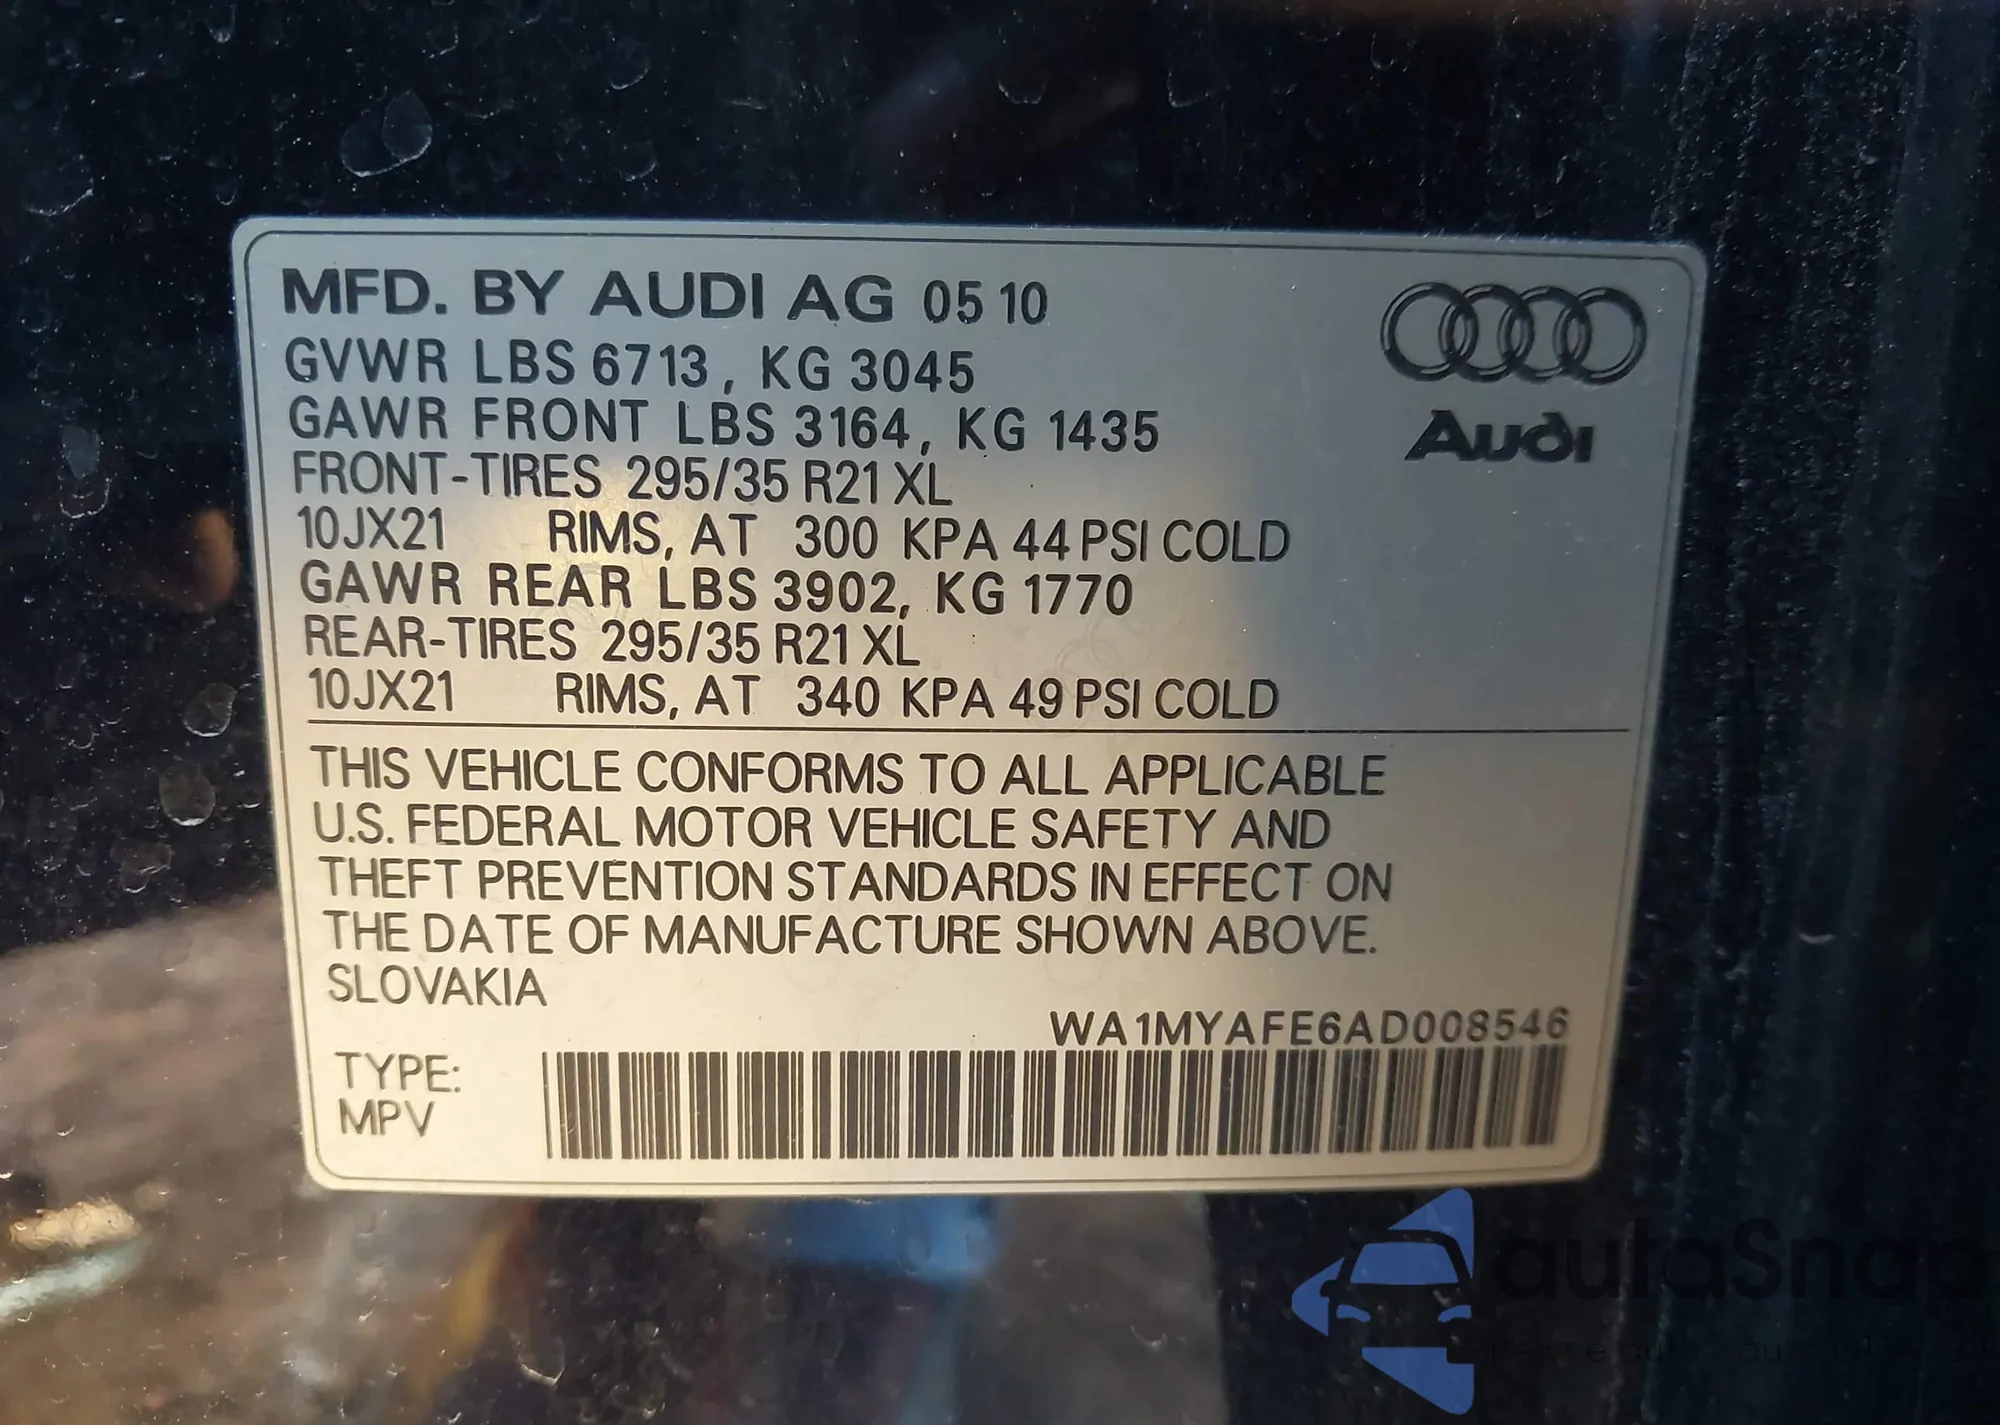 MFD. BY AUDI AG 05 10
GVWR LBS 6713, KG 3045
GAWR FRONT LBS 3164, KG 1435
FRONT-TIRES 295/35 R21 XL
10JX21 RIMS, AT 300 KPA 44 PSI COLD
GAWR REAR LBS 3902, KG 1770
REAR-TIRES 295/35 R21 XL
10JX21 RIMS, AT 340 KPA 49 PSI COLD
Audi
THIS VEHICLE CONFORMS TO ALL APPLICABLE
U.S. FEDERAL MOTOR VEHICLE SAFETY AND
THEFT PREVENTION STANDARDS IN EFFECT ON
THE DATE OF MANUFACTURE SHOWN ABOVE.
SLOVAKIA
WA1MYAFE6AD008546
TYPE:
MPV
autaSnap